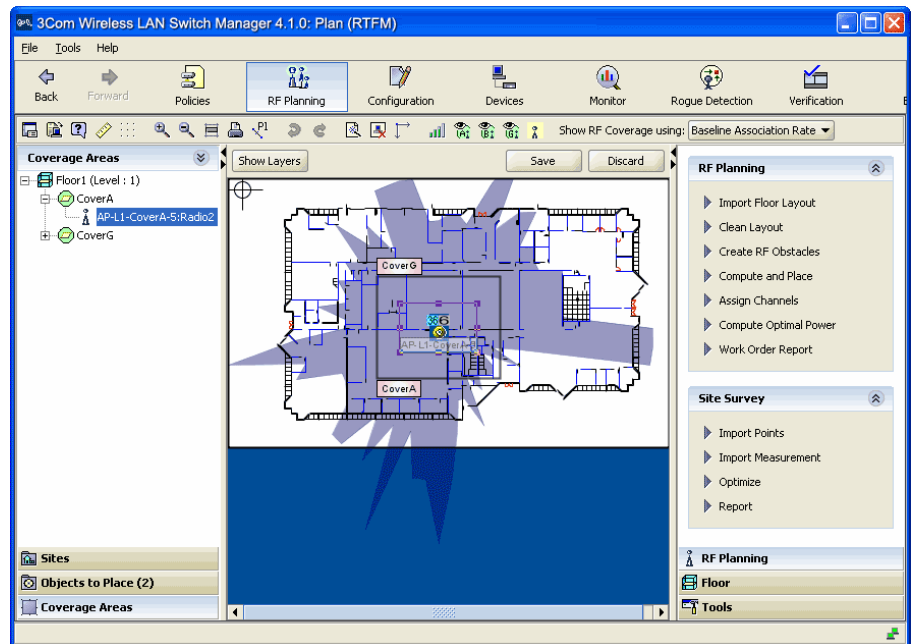 3Com Wireless LAN Switch Manager 4.1.0: Plan (RTFM)
File Tools Help
Back Forward Policies RF Planning Configuration Devices Monitor Rogue Detection Verification
Show RF Coverage using: Baseline Association Rate
Coverage Areas
Floor1 (Level : 1)
CoverA
AP-L1-CoverA-5:Radio2
CoverG
Sites
Objects to Place (2)
Coverage Areas
Show Layers Save Discard
CoverG
6
CoverA
RF Planning
Import Floor Layout
Clean Layout
Create RF Obstacles
Compute and Place
Assign Channels
Compute Optimal Power
Work Order Report
Site Survey
Import Points
Import Measurement
Optimize
Report
RF Planning
Floor
Tools